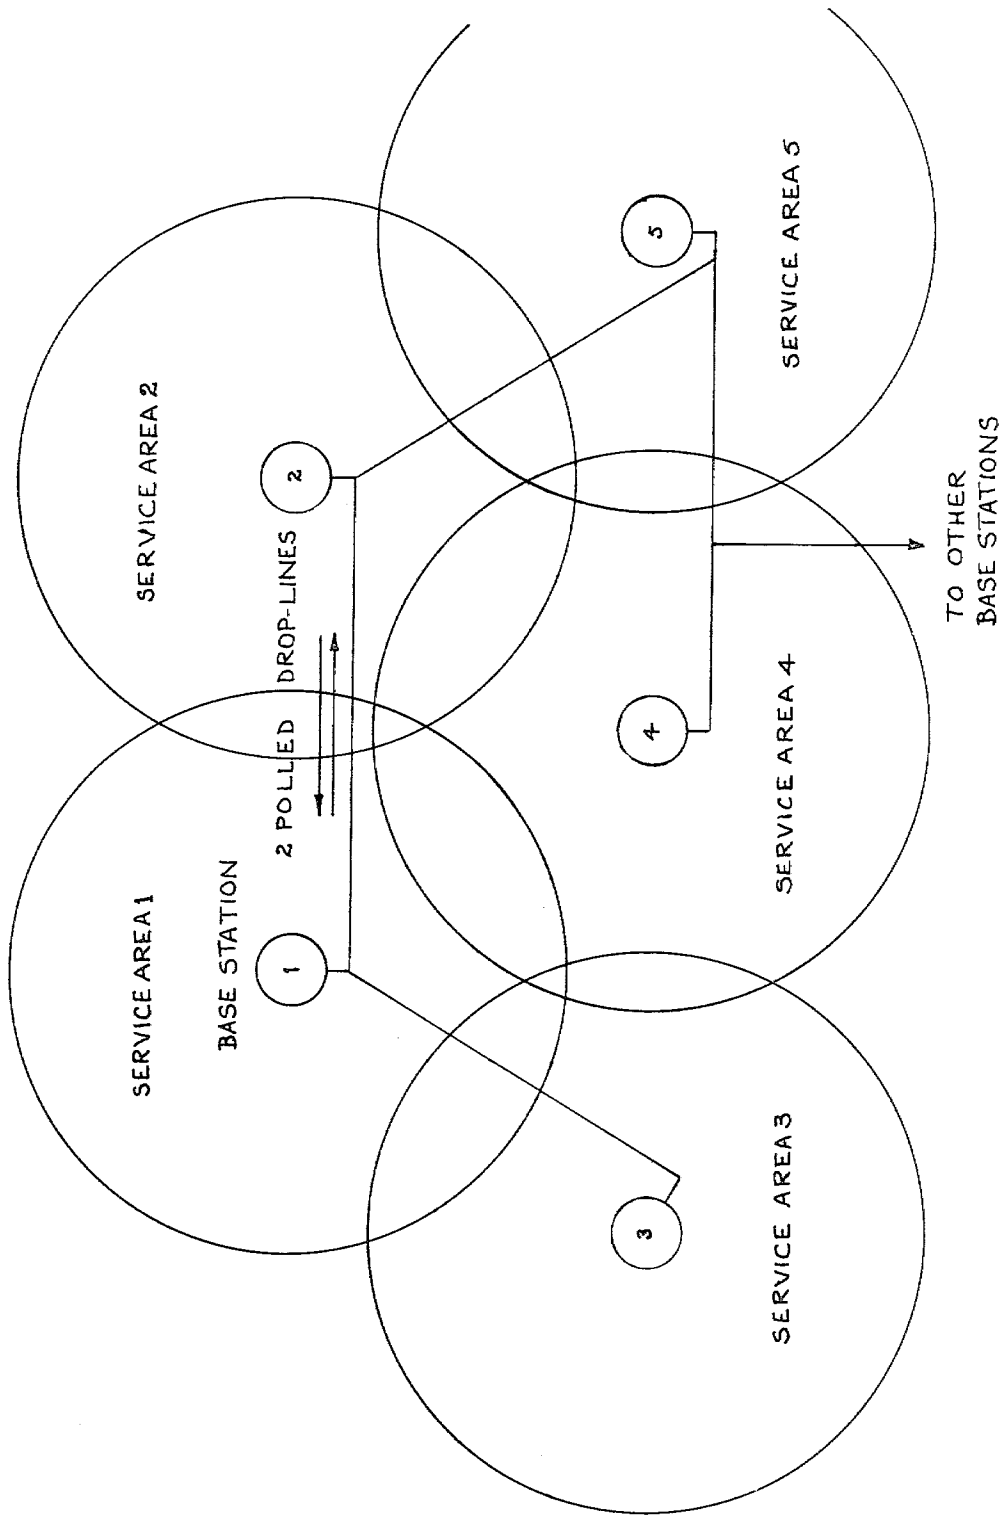 SERVICE AREA 1
SERVICE AREA 2
BASE STATION
2 POLLED DROP-LINES
1
2
3
4
5
SERVICE AREA 3
SERVICE AREA 4
SERVICE AREA 5
TO OTHER
BASE STATIONS